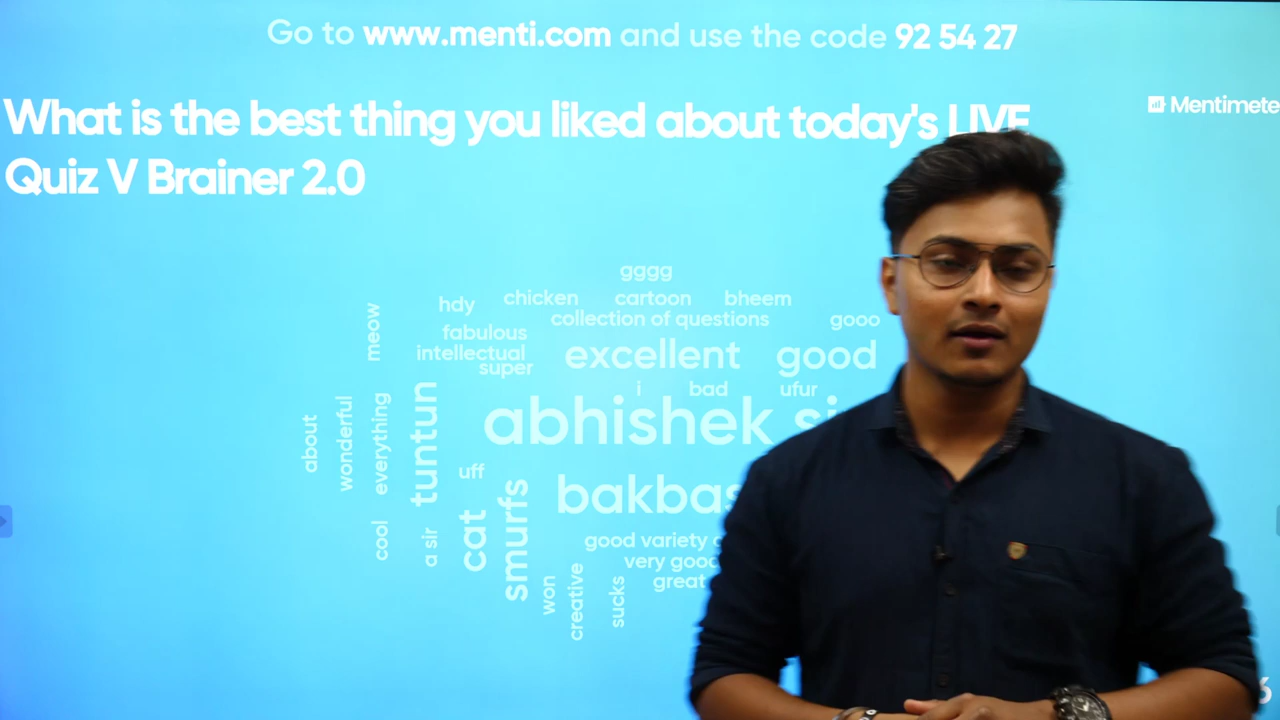 Go to www.menti.com and use the code 92 54 27
Mentimete
What is the best thing you liked about today's LIVE
Quiz V Brainer 2.0
gggg
hdy
chicken
cartoon
bheem
collection of questions
gooo
meow
fabulous
intellectual
super
excellent
good
i
bad
ufur
abhishek si
about
wonderful
everything
tuntun
uff
bakbas
cool
a sir
cat
smurfs
good variety
very good
great
won
creative
sucks
6